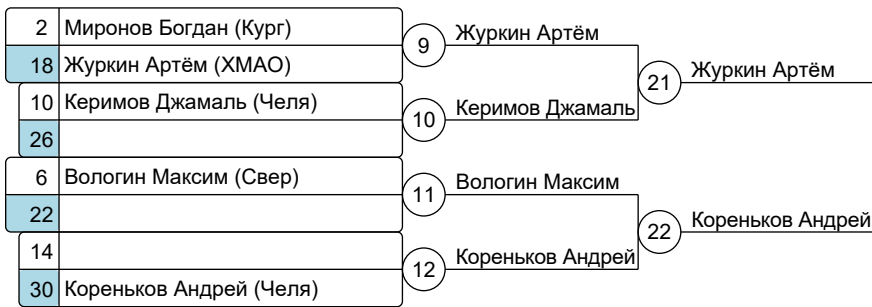 2 Миронов Богдан (Кург)
9 Журкин Артём
18 Журкин Артём (ХМАО)
21 Журкин Артём
10 Керимов Джамаль (Челя)
10 Керимов Джамаль
26
6 Вологин Максим (Свер)
11 Вологин Максим
22
22 Кореньков Андрей
14
12 Кореньков Андрей
30 Кореньков Андрей (Челя)